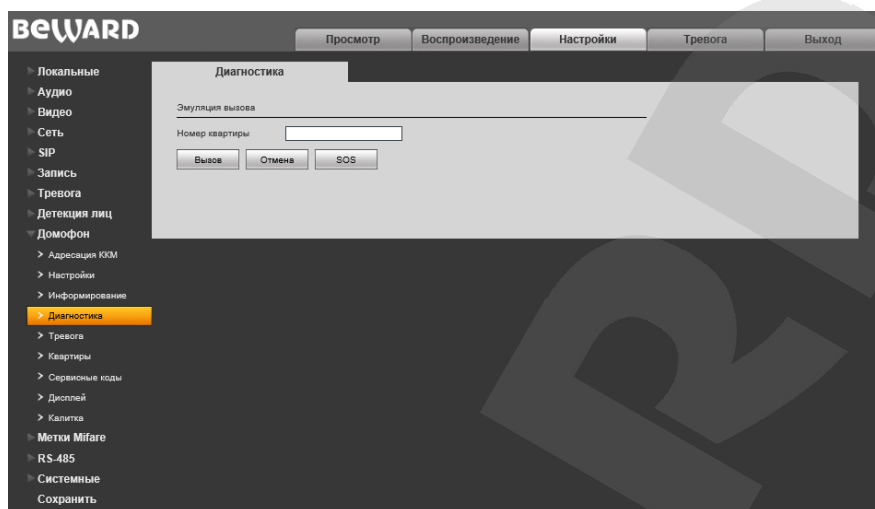 BEWARD
Просмотр Воспроизведение Настройки Тревога Выход
Локальные
Аудио
Видео
Сеть
SIP
Запись
Тревога
Детекция лиц
Домофон
> Адресация ККМ
> Настройки
> Информирование
> Диагностика
> Тревога
> Квартиры
> Сервисные коды
> Дисплей
> Калитка
Метки Mifare
RS-485
Системные
Сохранить
Диагностика
Эмуляция вызова
Номер квартиры
Вызов Отмена SOS